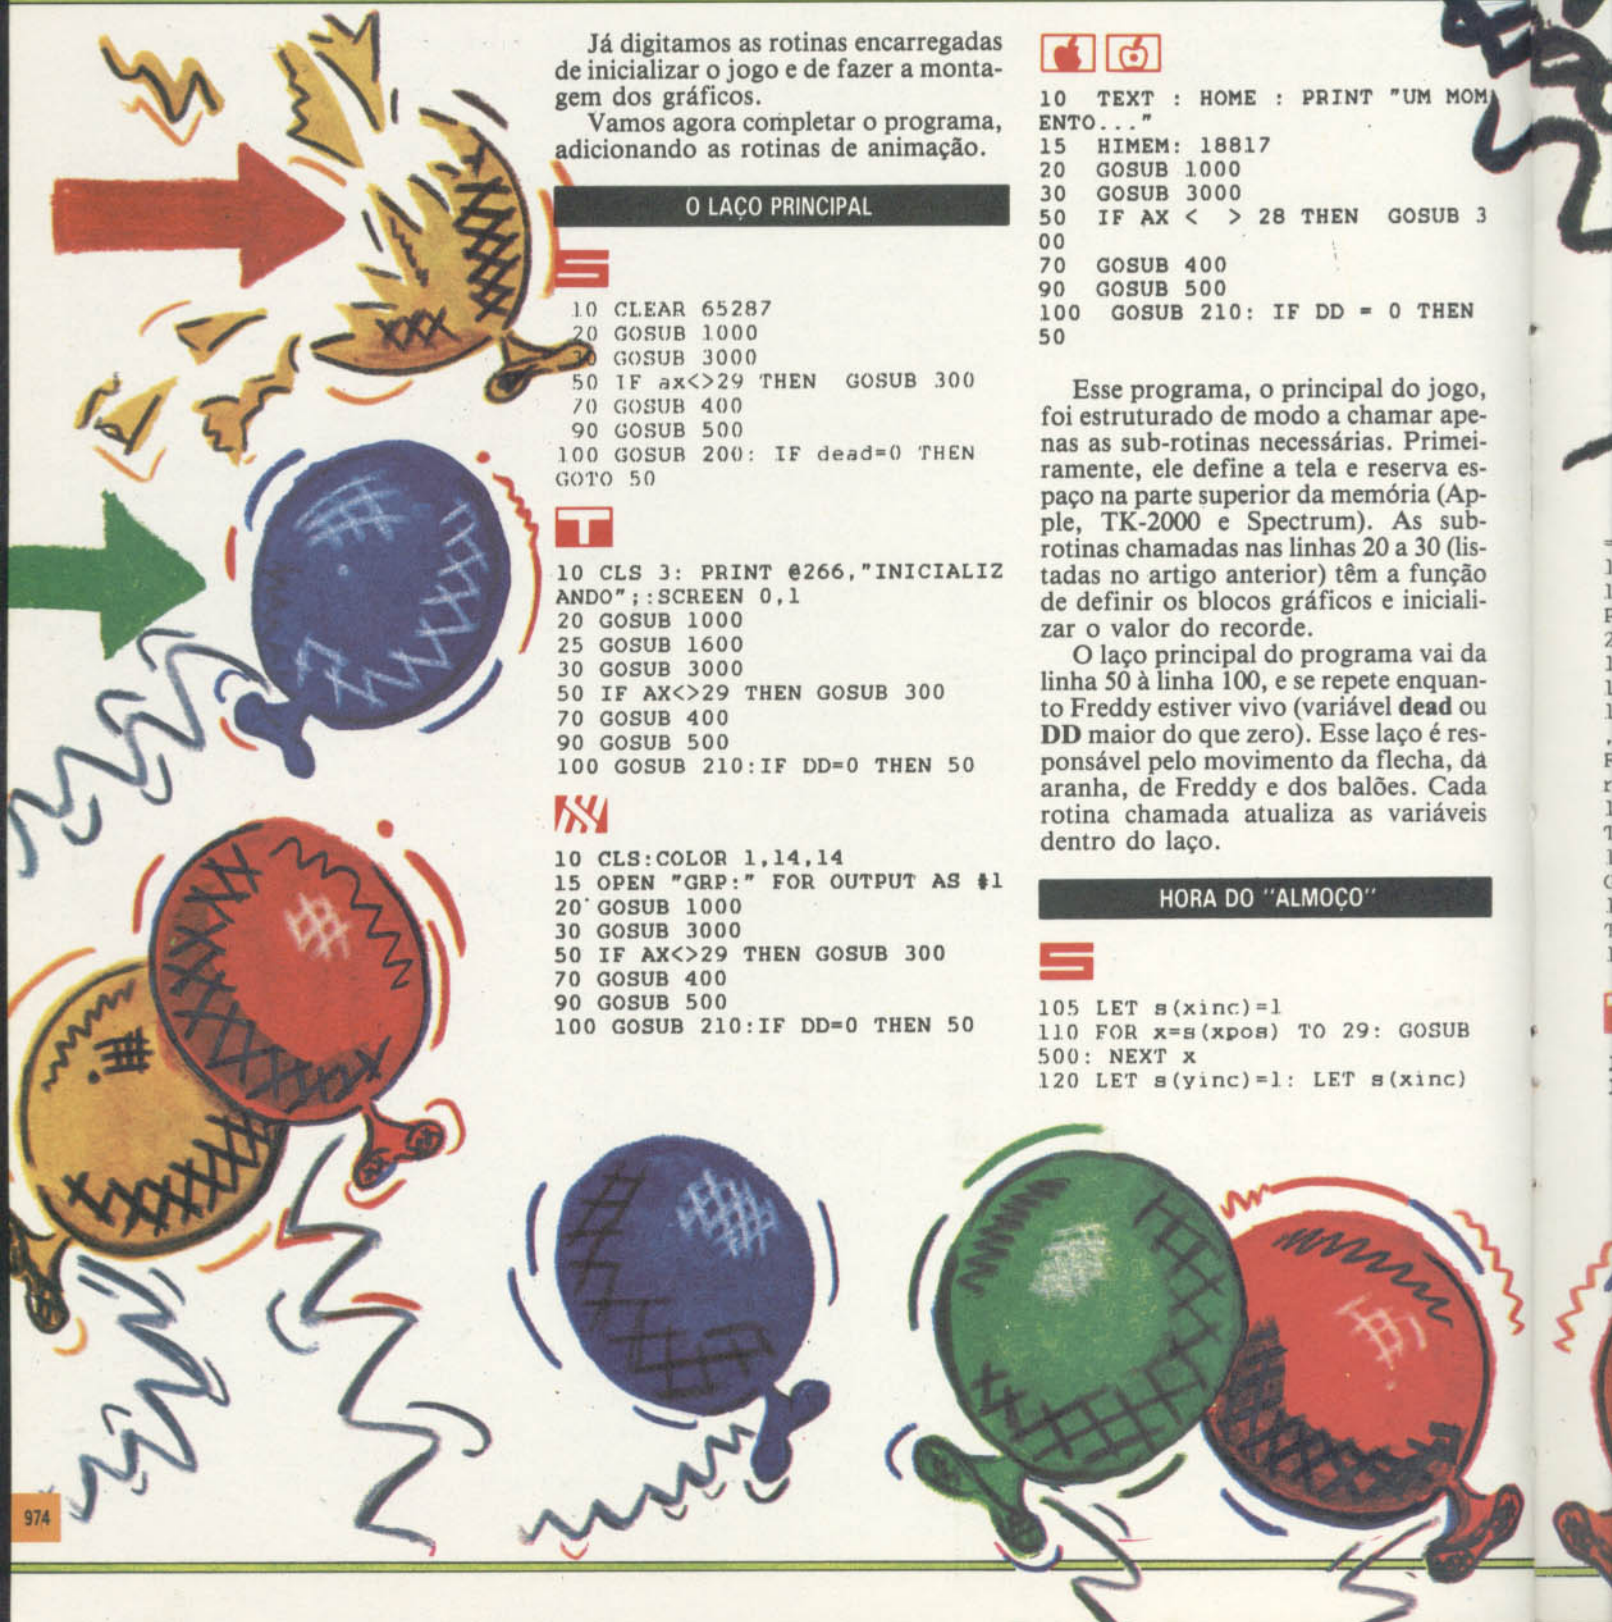 Já digitamos as rotinas encarregadas
de inicializar o jogo e de fazer a monta-
gem dos gráficos.
Vamos agora completar o programa,
adicionando as rotinas de animação.
O LAÇO PRINCIPAL
S
10 CLEAR 65287
20 GOSUB 1000
30 GOSUB 3000
50 IF ax<>29 THEN  GOSUB 300
70 GOSUB 400
90 GOSUB 500
100 GOSUB 200: IF dead=0 THEN
GOTO 50
T
10 CLS 3: PRINT @266,"INICIALIZ
ANDO";:SCREEN 0,1
20 GOSUB 1000
25 GOSUB 1600
30 GOSUB 3000
50 IF AX<>29 THEN GOSUB 300
70 GOSUB 400
90 GOSUB 500
100 GOSUB 210:IF DD=0 THEN 50
10 CLS:COLOR 1,14,14
15 OPEN "GRP:" FOR OUTPUT AS #1
20 GOSUB 1000
30 GOSUB 3000
50 IF AX<>29 THEN GOSUB 300
70 GOSUB 400
90 GOSUB 500
100 GOSUB 210:IF DD=0 THEN 50
10  TEXT : HOME : PRINT "UM MOM
ENTO..."
15  HIMEM: 18817
20  GOSUB 1000
30  GOSUB 3000
50  IF AX <  > 28 THEN  GOSUB 3
00
70  GOSUB 400
90  GOSUB 500
100  GOSUB 210: IF DD = 0 THEN
50
Esse programa, o principal do jogo,
foi estruturado de modo a chamar ape-
nas as sub-rotinas necessárias. Primei-
ramente, ele define a tela e reserva es-
paço na parte superior da memória (Ap-
ple, TK-2000 e Spectrum). As sub-
rotinas chamadas nas linhas 20 a 30 (lis-
tadas no artigo anterior) têm a função
de definir os blocos gráficos e iniciali-
zar o valor do recorde.
O laço principal do programa vai da
linha 50 à linha 100, e se repete enquan-
to Freddy estiver vivo (variável dead ou
DD maior do que zero). Esse laço é res-
ponsável pelo movimento da flecha, da
aranha, de Freddy e dos balões. Cada
rotina chamada atualiza as variáveis
dentro do laço.
HORA DO "ALMOÇO"
S
105 LET s(xinc)=1
110 FOR x=s(xpos) TO 29: GOSUB
500: NEXT x
120 LET s(yinc)=1: LET s(xinc)
974